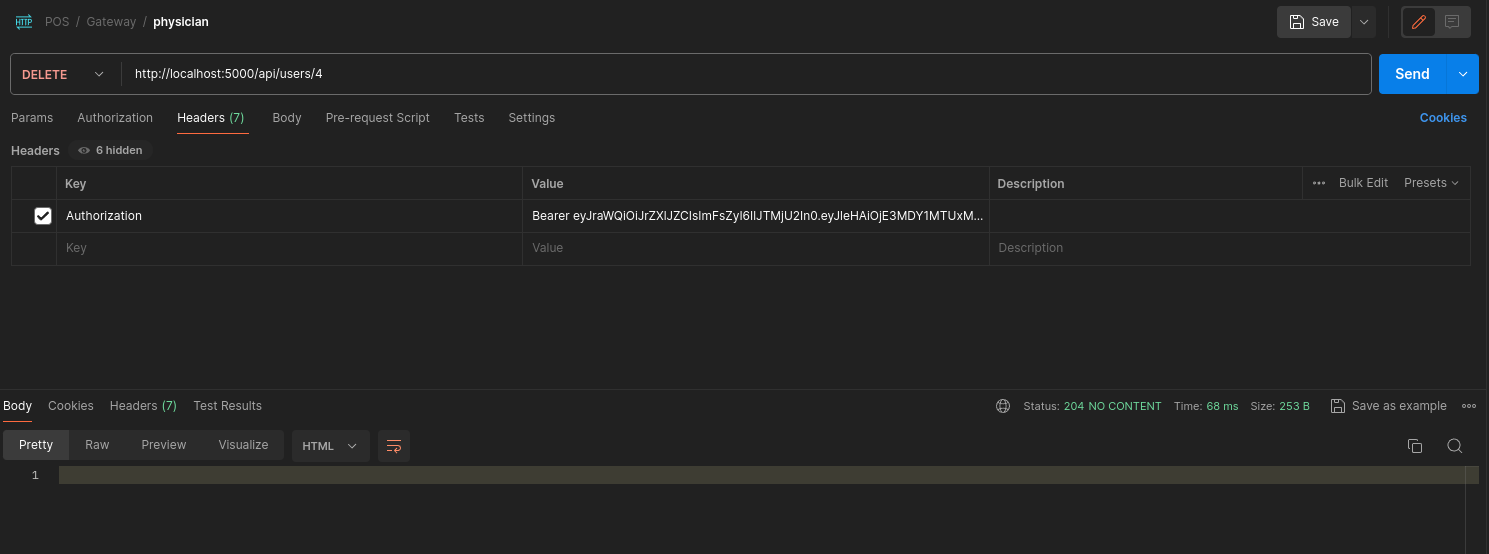 HTTP POS / Gateway / physician Save
DELETE http://localhost:5000/api/users/4 Send
Params Authorization Headers (7) Body Pre-request Script Tests Settings Cookies
Headers 6 hidden
Key Value Description ••• Bulk Edit Presets
Authorization Bearer eyJraWQiOiJrZXlJZCIsImFsZyI6IlJTMjU2In0.eyJleHAiOjE3MDY1MTUxM...
Key Value Description
Body Cookies Headers (7) Test Results Status: 204 NO CONTENT Time: 68 ms Size: 253 B Save as example
Pretty Raw Preview Visualize HTML
1